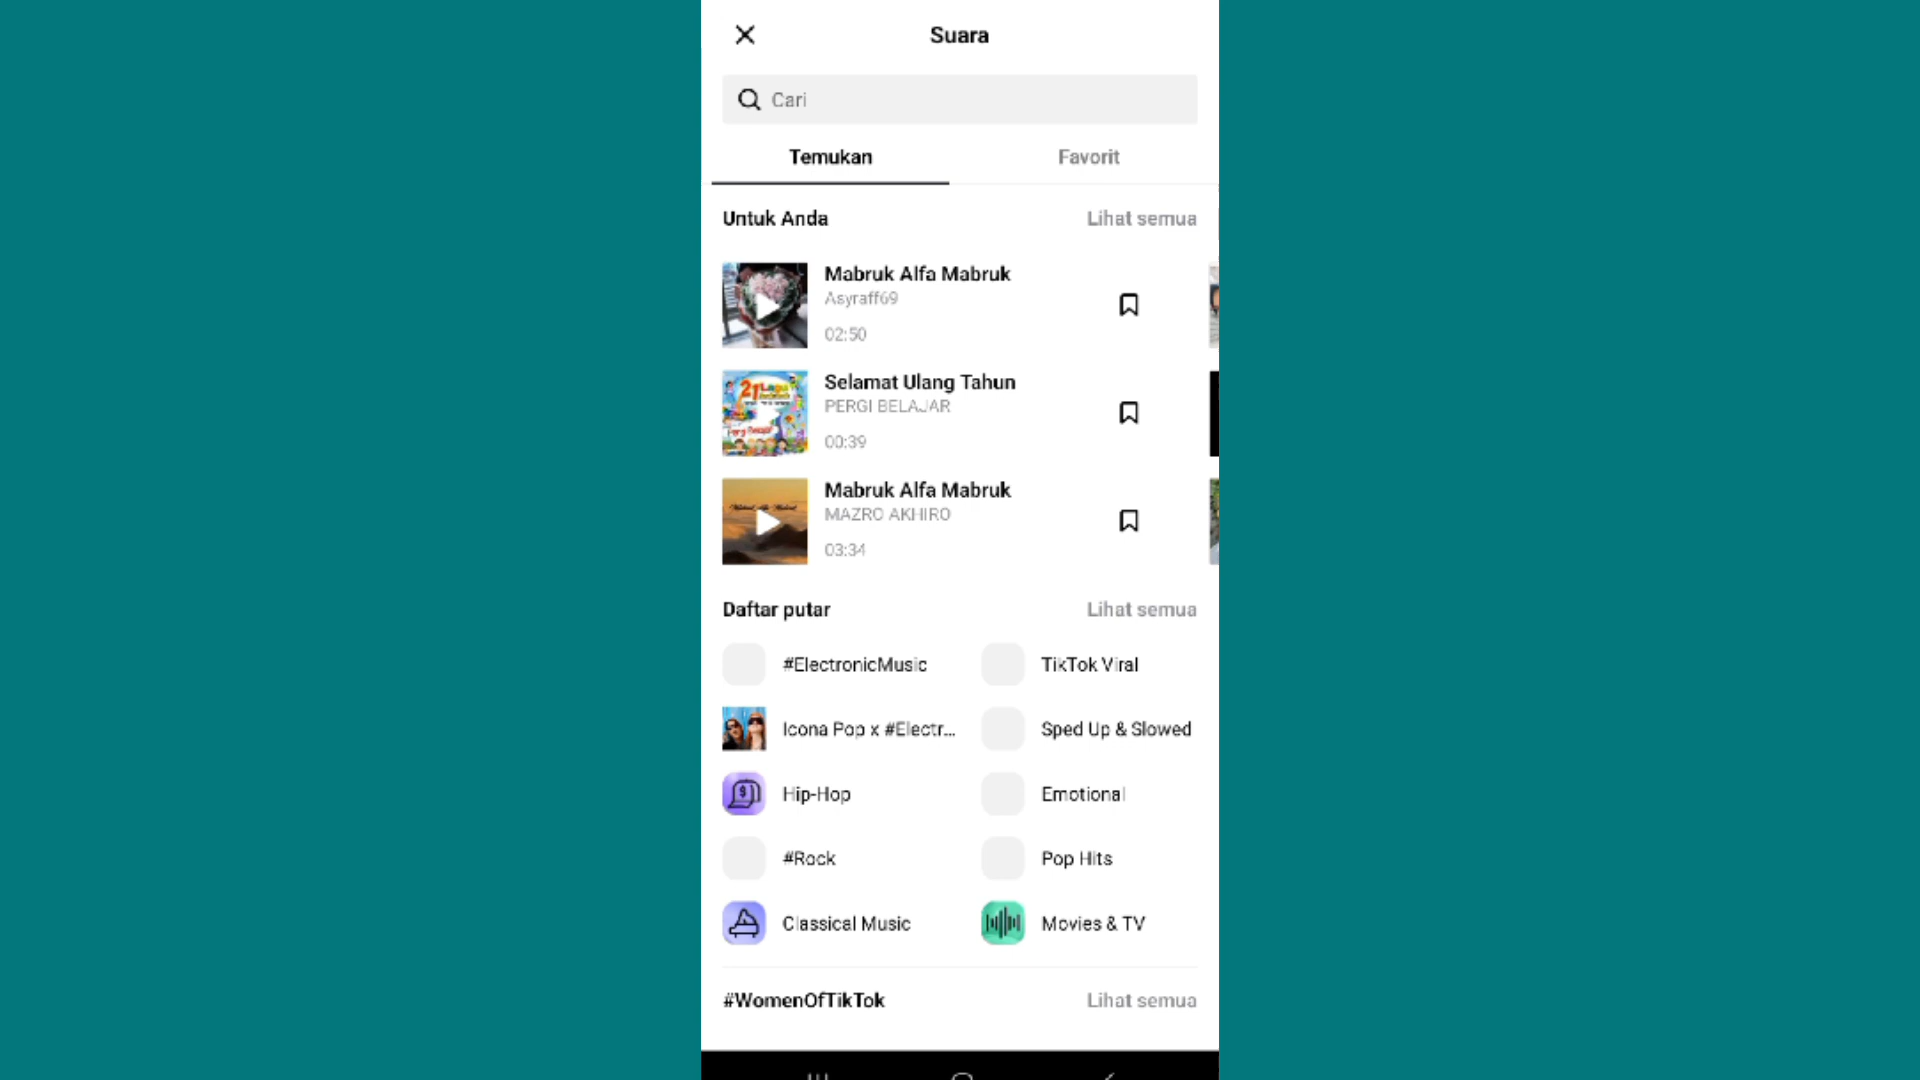 Suara
Cari
Temukan
Favorit
Untuk Anda
Lihat semua
Mabruk Alfa Mabruk
Asyraff69
02:50
21 Lagu
Selamat Ulang Tahun
PERGI BELAJAR
00:39
Mabruk Alfa Mabruk
MAZRO AKHIRO
03:34
Daftar putar
Lihat semua
#ElectronicMusic
TikTok Viral
Icona Pop x #Electr...
Sped Up & Slowed
Hip-Hop
Emotional
#Rock
Pop Hits
Classical Music
Movies & TV
#WomenOfTikTok
Lihat semua